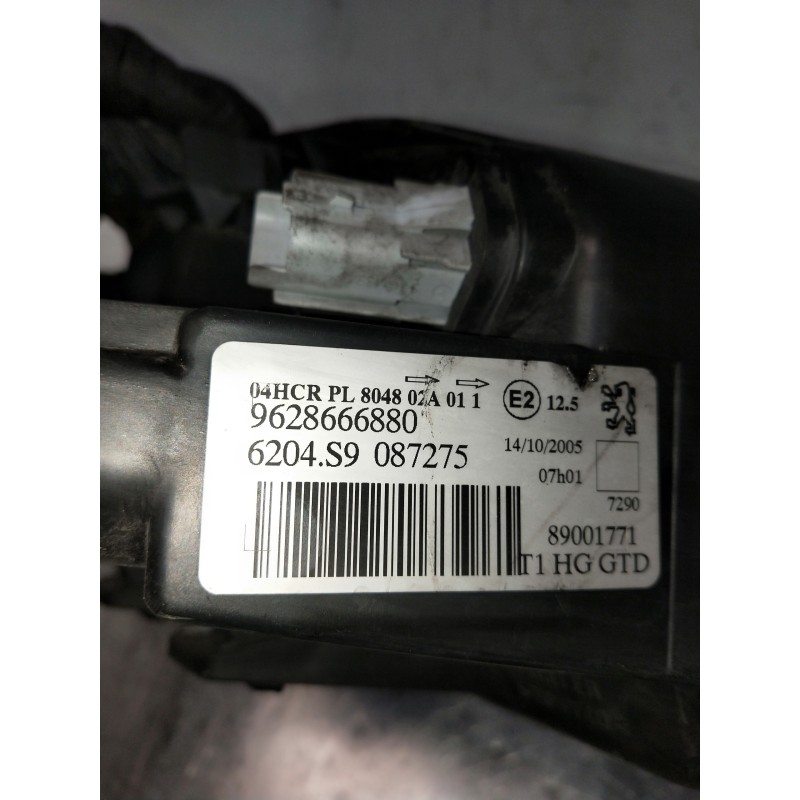 04HCR PL 8048 02A 01 1 E2 12.5
9628666880
6204.S9 087275
14/10/2005
07h01
7290
89001771
T1 HG GTD